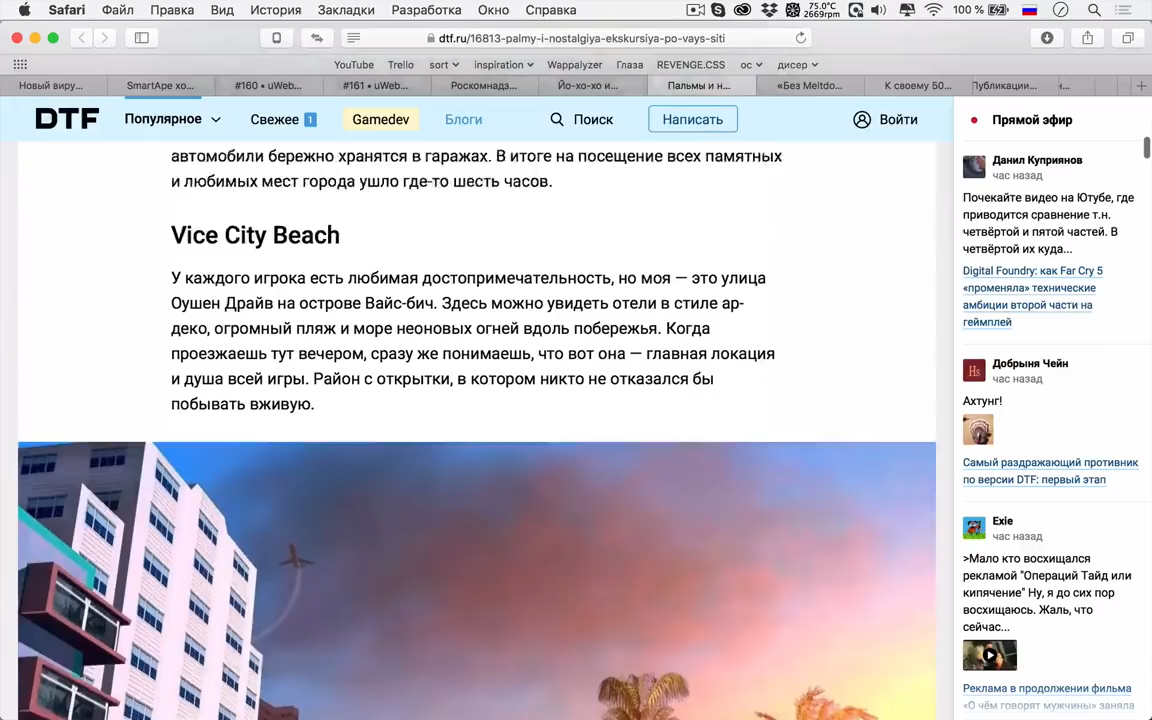 Safari Файл Правка Вид История Закладки Разработка Окно Справка 75.0°C 2669rpm 100 %
dtf.ru/16813-palmy-i-nostalgiya-ekskursiya-po-vays-siti
YouTube Trello sort inspiration Wappalyzer Глаза REVENGE.CSS ос дисер
Новый виру... SmartApe хо... #160 • uWeb... #161 • uWeb... Роскомнадз... Йо-хо-хо и... Пальмы и н... «Без Meltdo... К своему 50... Публикации...
DTF Популярное Свежее 1 Gamedev Блоги Поиск Написать Войти
автомобили бережно хранятся в гаражах. В итоге на посещение всех памятных
и любимых мест города ушло где-то шесть часов.
Vice City Beach
У каждого игрока есть любимая достопримечательность, но моя — это улица
Оушен Драйв на острове Вайс-бич. Здесь можно увидеть отели в стиле ар-
деко, огромный пляж и море неоновых огней вдоль побережья. Когда
проезжаешь тут вечером, сразу же понимаешь, что вот она — главная локация
и душа всей игры. Район с открытки, в котором никто не отказался бы
побывать вживую.
Прямой эфир
Данил Куприянов
час назад
Почекайте видео на Ютубе, где
приводится сравнение т.н.
четвёртой и пятой частей. В
четвёртой их куда...
Digital Foundry: как Far Cry 5
«променяла» технические
амбиции второй части на
геймплей
Добрыня Чейн
час назад
Hs
Ахтунг!
Самый раздражающий противник
по версии DTF: первый этап
Exie
час назад
>Мало кто восхищался
рекламой "Операций Тайд или
кипячение" Ну, я до сих пор
восхищаюсь. Жаль, что
сейчас...
Реклама в продолжении фильма
«О чём говорят мужчины» заняла